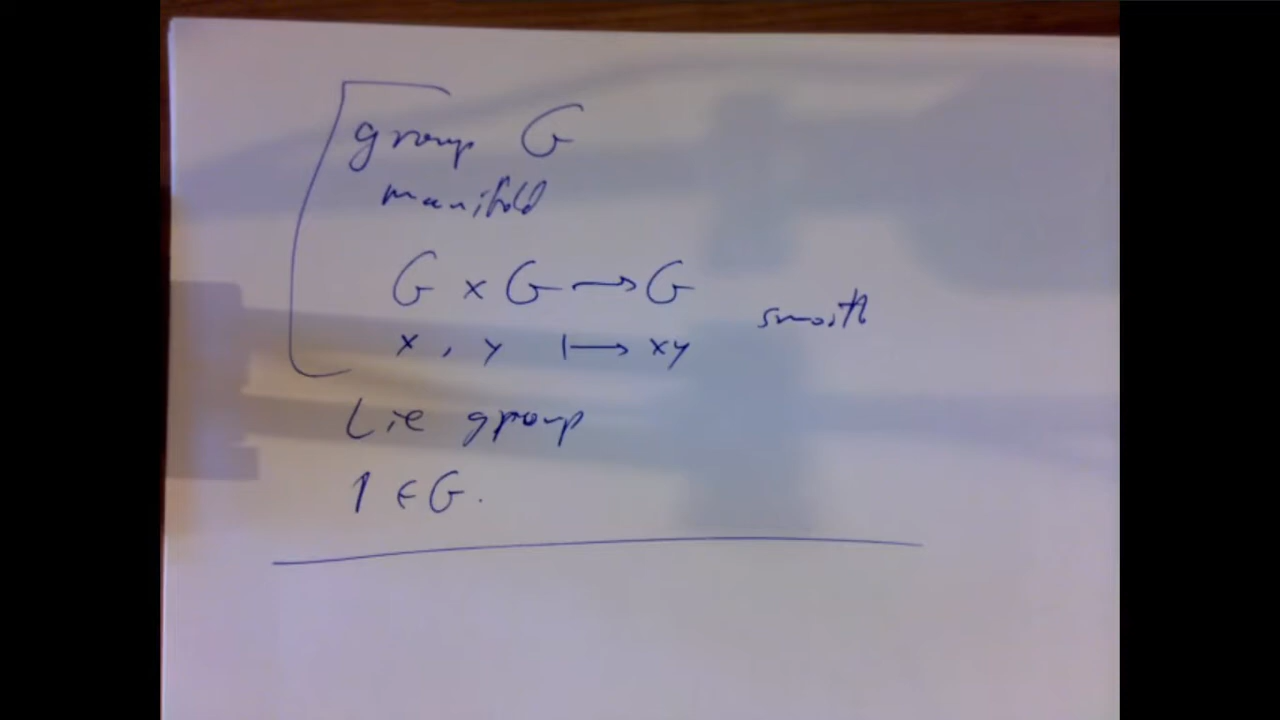 group G
manifold
G × G ⟶ G
smooth
x , y ⟼ xy
Lie group
1 ∈ G.